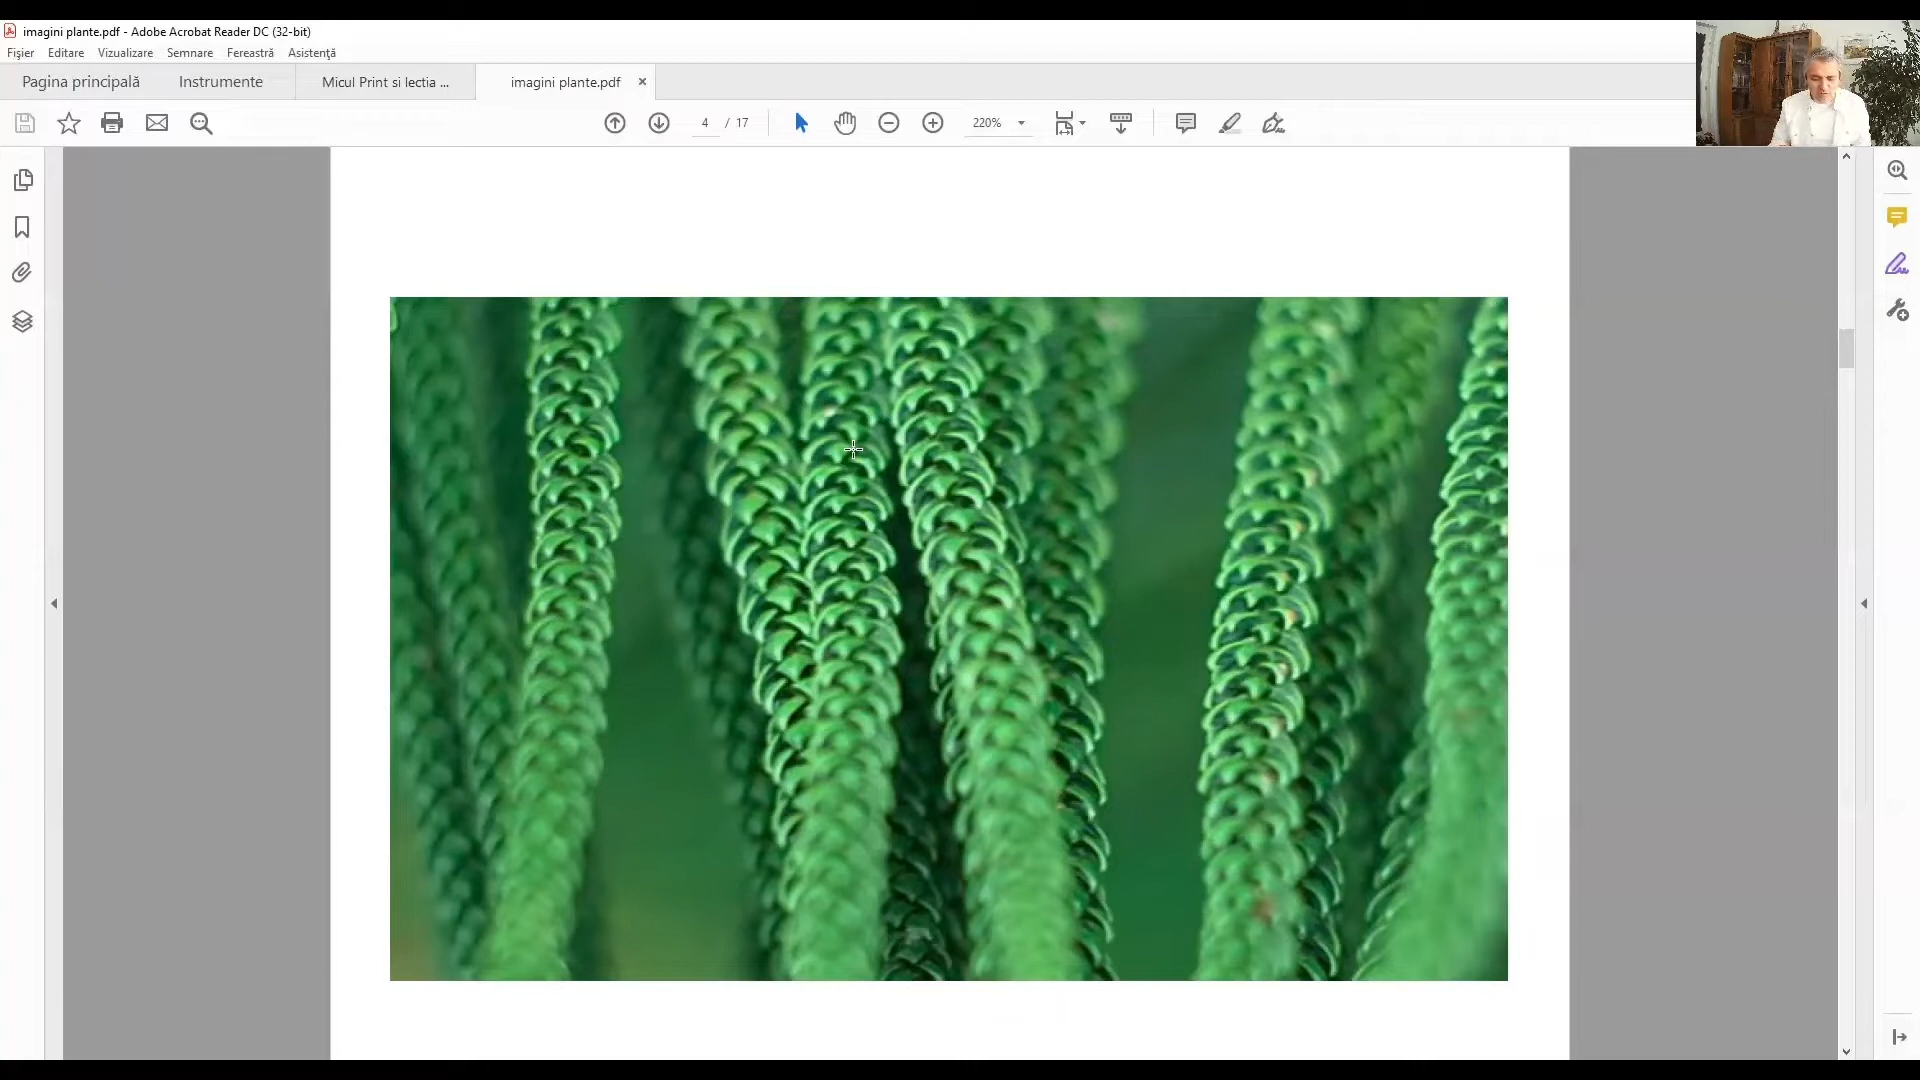 imagini plante.pdf - Adobe Acrobat Reader DC (32-bit)
Fișier Editare Vizualizare Semnare Fereastră Asistență
Pagina principală Instrumente Micul Print si lectia ... imagini plante.pdf ×
4 / 17 220%